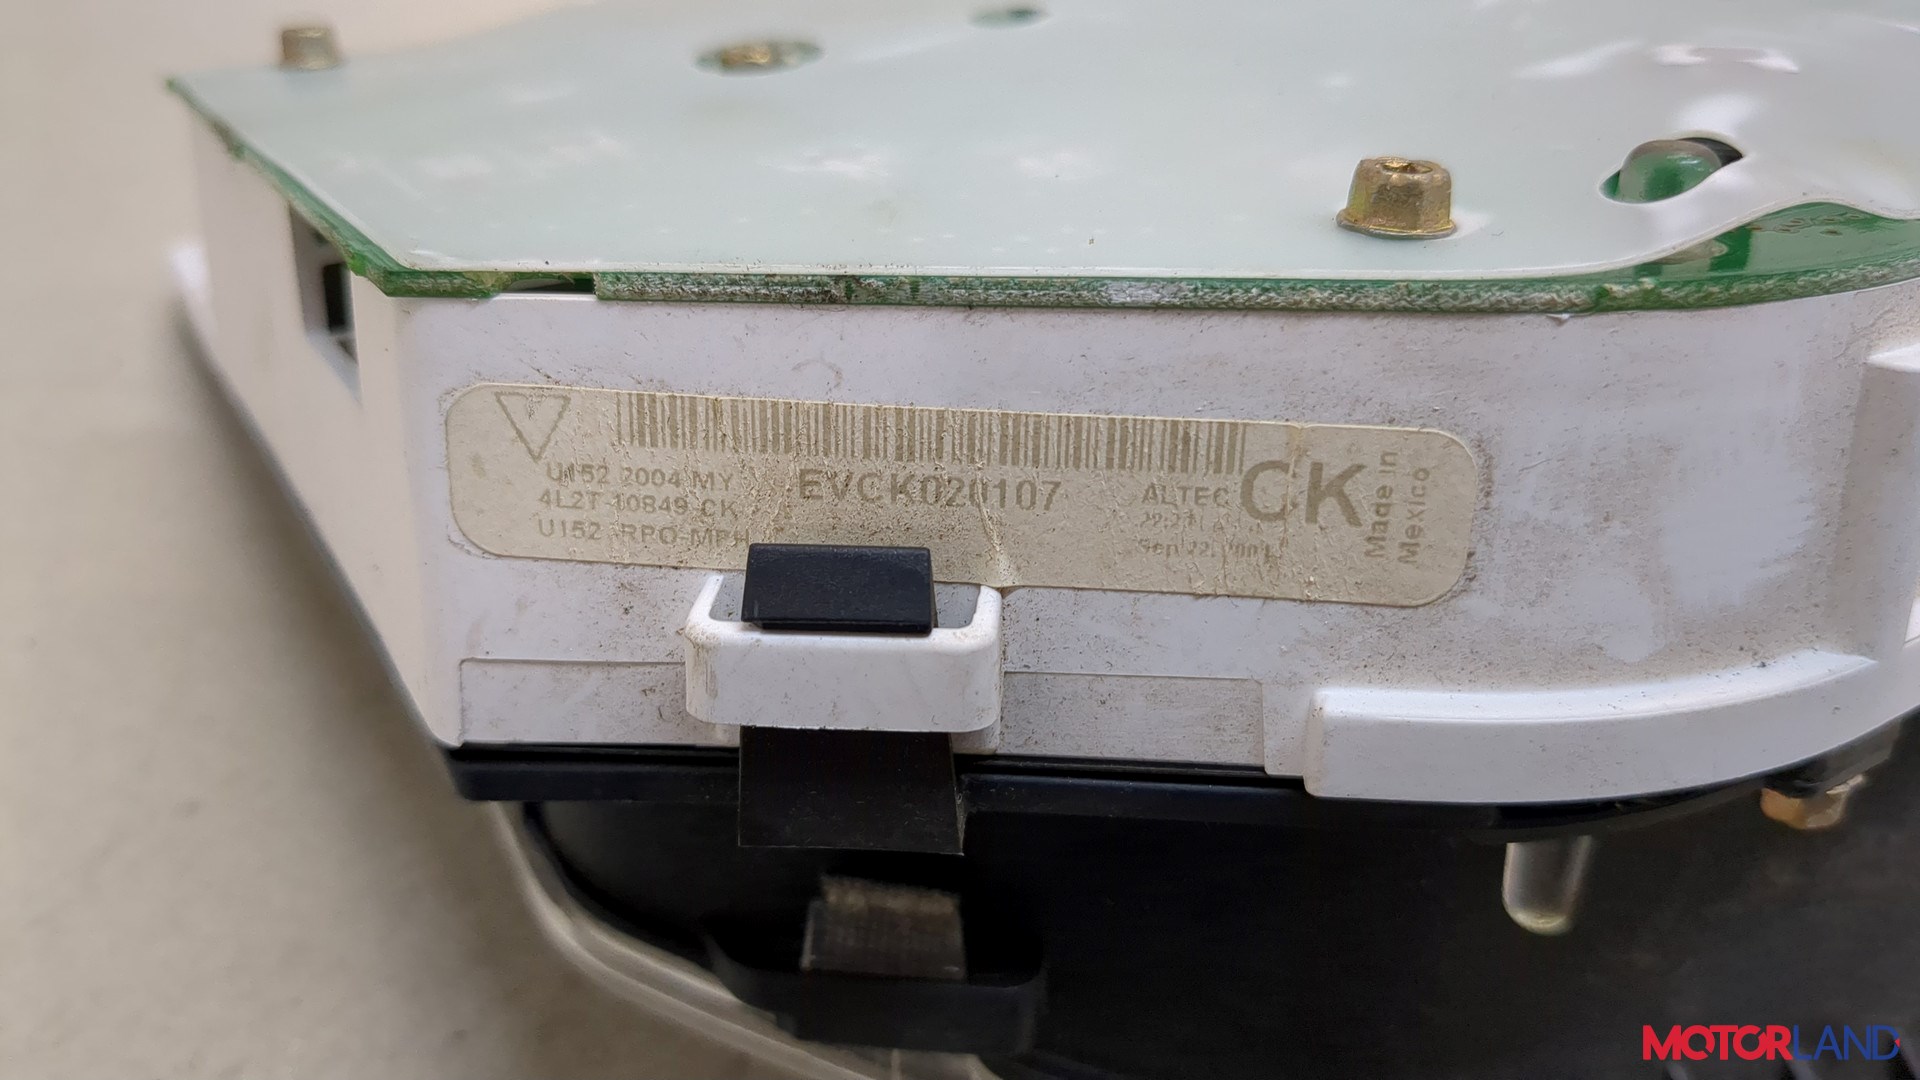 U152 2004 MY
4L2T-10849-CK
U152 -RPO-MPH
EVCK020107
ALTEC
CK
Made in
Mexico
MOTORLAND